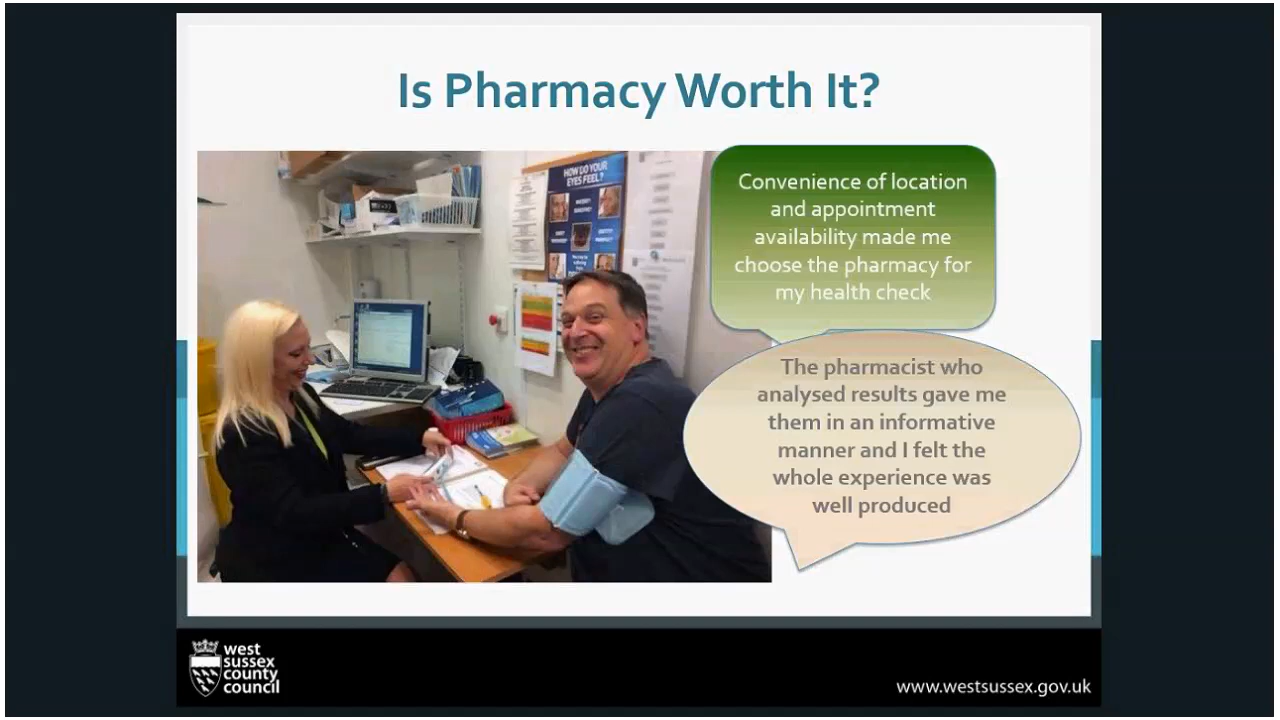 Is Pharmacy Worth It?
HOW DO YOUR
EYES FEEL?
Convenience of location
and appointment
availability made me
choose the pharmacy for
my health check
The pharmacist who
analysed results gave me
them in an informative
manner and I felt the
whole experience was
well produced
west
sussex
county
council
www.westsussex.gov.uk